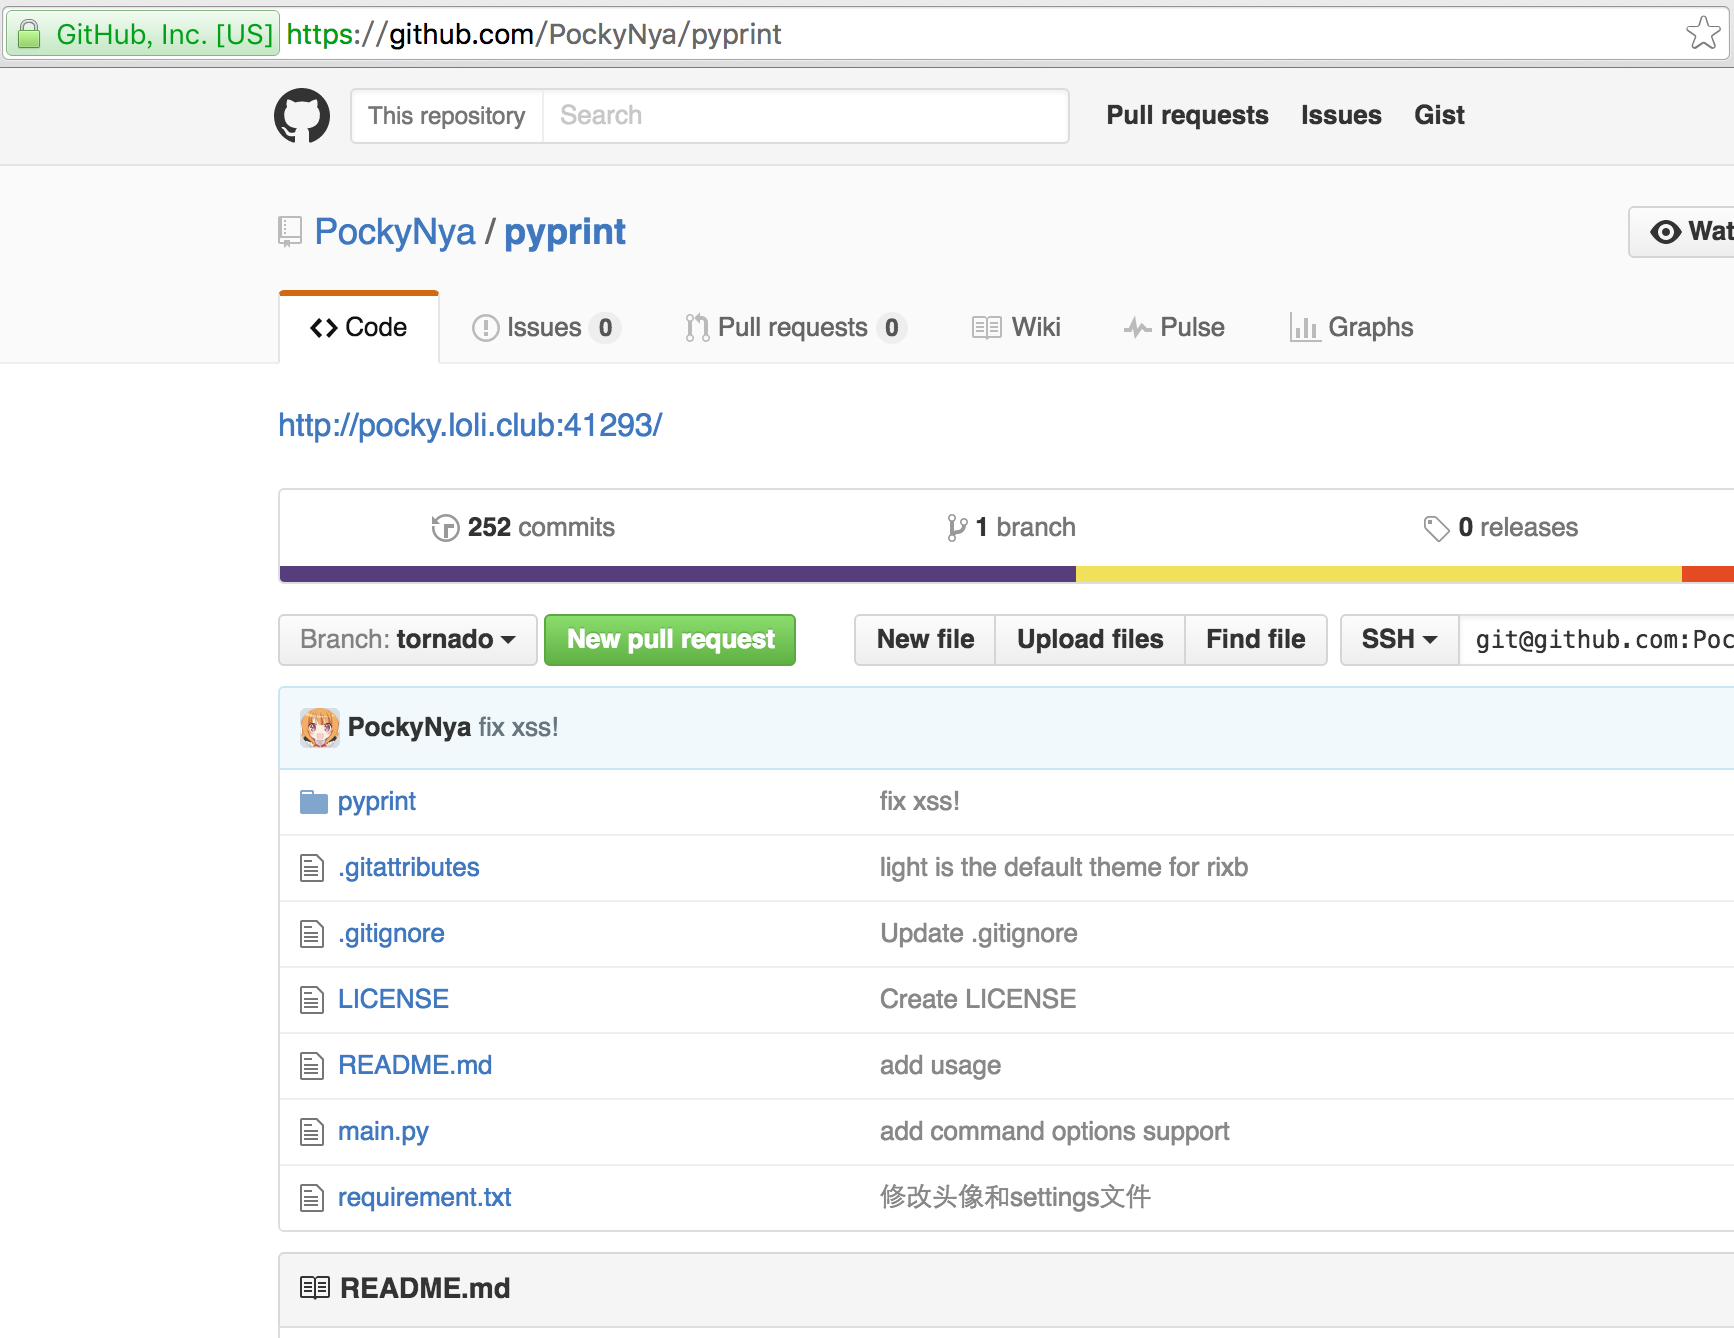 GitHub, Inc. [US] https://github.com/PockyNya/pyprint
This repository Search Pull requests Issues Gist
PockyNya / pyprint
Code Issues 0 Pull requests 0 Wiki Pulse Graphs
http://pocky.loli.club:41293/
252 commits 1 branch 0 releases
Branch: tornado New pull request New file Upload files Find file SSH git@github.com:Poc
PockyNya fix xss!
pyprint fix xss!
.gitattributes light is the default theme for rixb
.gitignore Update .gitignore
LICENSE Create LICENSE
README.md add usage
main.py add command options support
requirement.txt 修改头像和settings文件
README.md